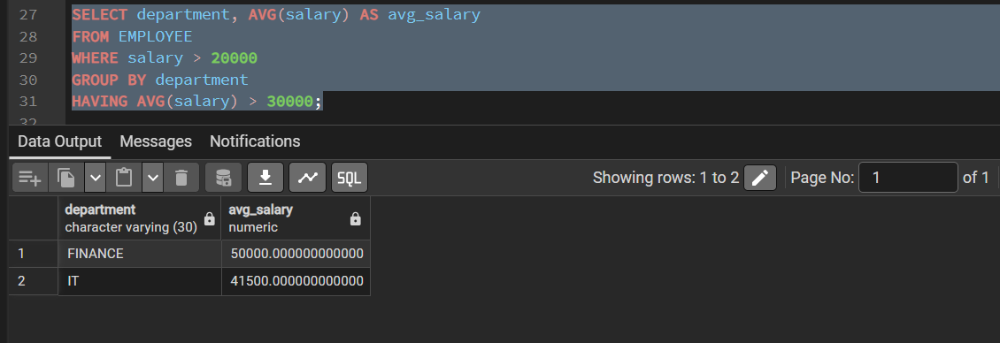 27 SELECT department, AVG(salary) AS avg_salary
28 FROM EMPLOYEE
29 WHERE salary > 20000
30 GROUP BY department
31 HAVING AVG(salary) > 30000;
32
Data Output Messages Notifications
SQL Showing rows: 1 to 2 Page No: 1 of 1
department avg_salary
character varying (30) numeric
1 FINANCE 50000.000000000000
2 IT 41500.000000000000